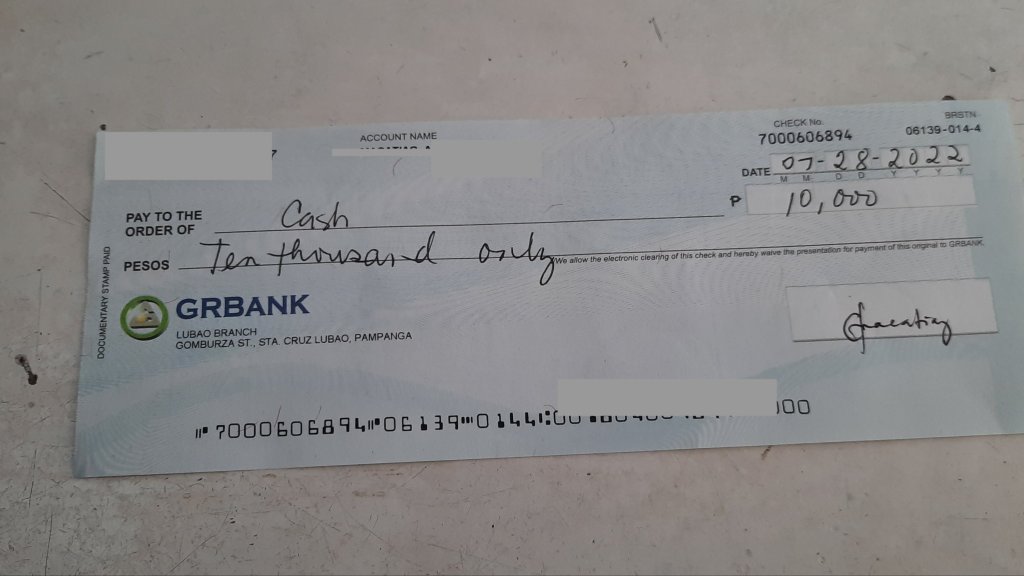 ACCOUNT NAME
CHECK No.
7000606894
BRSTN
06139-014-4
DATE 07-28-2022
M M D D Y Y Y Y
PAY TO THE
ORDER OF Cash
P 10,000
PESOS Ten thousand only
We allow the electronic clearing of this check and hereby waive the presentation for payment of this original to GRBANK.
DOCUMENTARY STAMP PAID
GRBANK
LUBAO BRANCH
GOMBURZA ST., STA. CRUZ LUBAO, PAMPANGA
⑈7000606894⑈06139⑉0144⑆00
000